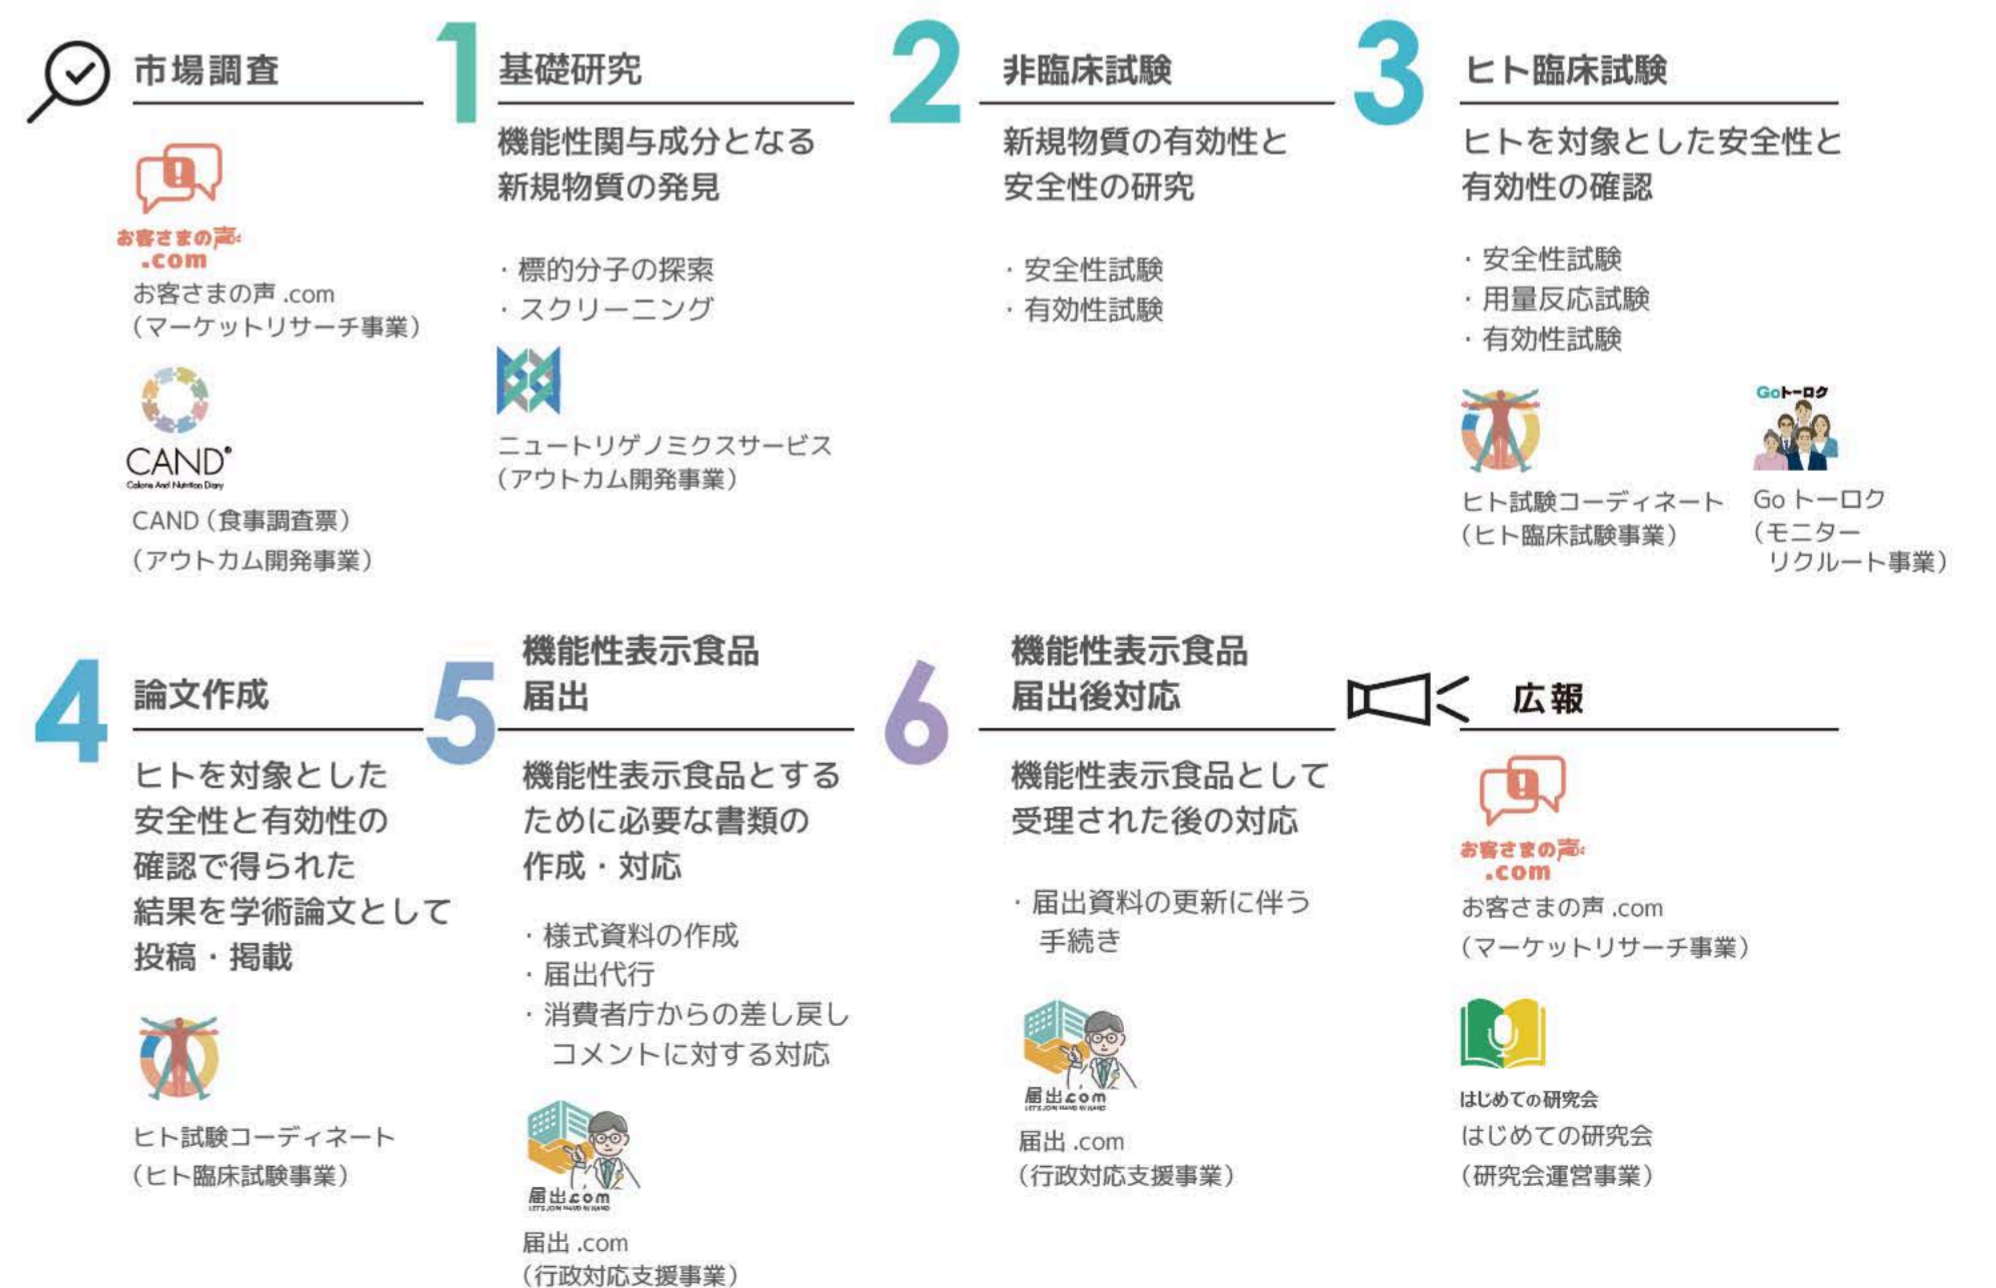 市場調査
お客さまの声
.com
お客さまの声.com
（マーケットリサーチ事業）
CAND®
Calorie And Nutrition Diary
CAND（食事調査票）
（アウトカム開発事業）
1
基礎研究
機能性関与成分となる
新規物質の発見
・標的分子の探索
・スクリーニング
ニュートリゲノミクスサービス
（アウトカム開発事業）
2
非臨床試験
新規物質の有効性と
安全性の研究
・安全性試験
・有効性試験
3
ヒト臨床試験
ヒトを対象とした安全性と
有効性の確認
・安全性試験
・用量反応試験
・有効性試験
ヒト試験コーディネート
（ヒト臨床試験事業）
Goトーロク
Go トーロク
（モニター
リクルート事業）
4
論文作成
ヒトを対象とした
安全性と有効性の
確認で得られた
結果を学術論文として
投稿・掲載
ヒト試験コーディネート
（ヒト臨床試験事業）
5
機能性表示食品
届出
機能性表示食品とする
ために必要な書類の
作成・対応
・様式資料の作成
・届出代行
・消費者庁からの差し戻し
コメントに対する対応
届出.com
LET'S JOIN HAND IN HAND
届出.com
（行政対応支援事業）
6
機能性表示食品
届出後対応
機能性表示食品として
受理された後の対応
・届出資料の更新に伴う
手続き
届出.com
LET'S JOIN HAND IN HAND
届出.com
（行政対応支援事業）
広報
お客さまの声
.com
お客さまの声.com
（マーケットリサーチ事業）
はじめての研究会
はじめての研究会
（研究会運営事業）